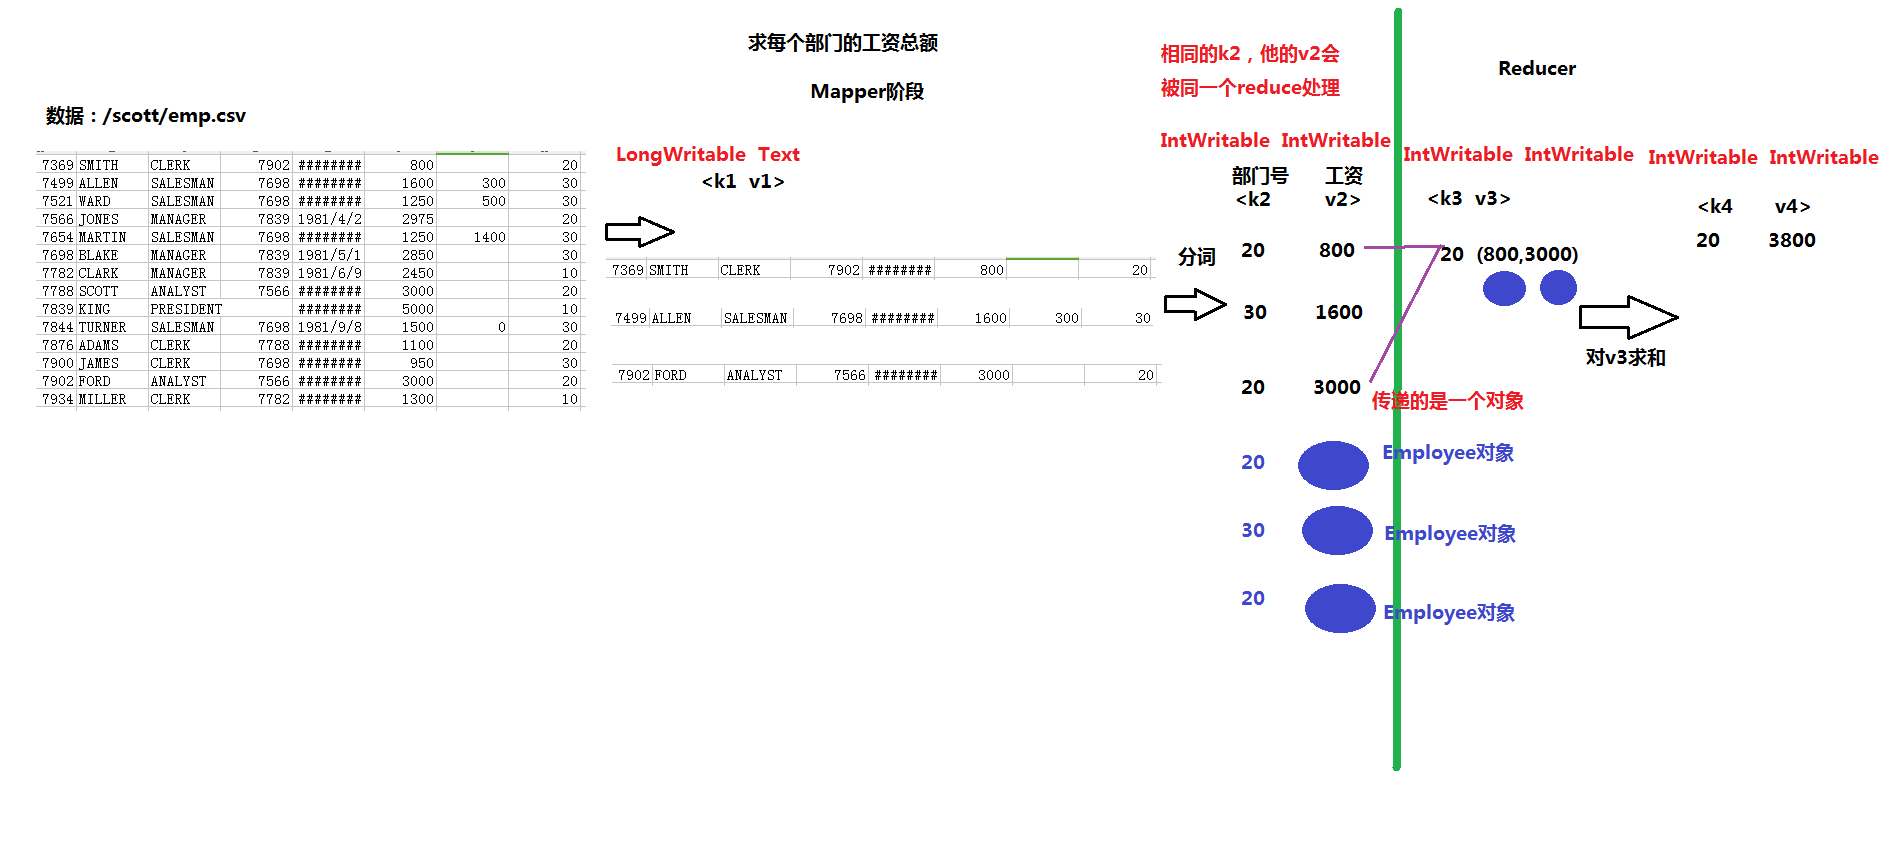 求每个部门的工资总额
Mapper阶段
数据：/scott/emp.csv
7369 SMITH CLERK 7902 ######## 800 20
7499 ALLEN SALESMAN 7698 ######## 1600 300 30
7521 WARD SALESMAN 7698 ######## 1250 500 30
7566 JONES MANAGER 7839 1981/4/2 2975 20
7654 MARTIN SALESMAN 7698 ######## 1250 1400 30
7698 BLAKE MANAGER 7839 1981/5/1 2850 30
7782 CLARK MANAGER 7839 1981/6/9 2450 10
7788 SCOTT ANALYST 7566 ######## 3000 20
7839 KING PRESIDENT ######## 5000 10
7844 TURNER SALESMAN 7698 1981/9/8 1500 0 30
7876 ADAMS CLERK 7788 ######## 1100 20
7900 JAMES CLERK 7698 ######## 950 30
7902 FORD ANALYST 7566 ######## 3000 20
7934 MILLER CLERK 7782 ######## 1300 10
LongWritable Text
<k1 v1>
7369 SMITH CLERK 7902 ######## 800 20
7499 ALLEN SALESMAN 7698 ######## 1600 300 30
7902 FORD ANALYST 7566 ######## 3000 20
相同的k2，他的v2会
被同一个reduce处理
IntWritable IntWritable
部门号 工资
<k2 v2>
分词
20 800
30 1600
20 3000
传递的是一个对象
20 Employee对象
30 Employee对象
20 Employee对象
Reducer
IntWritable IntWritable
<k3 v3>
20 (800,3000)
对v3求和
IntWritable IntWritable
<k4 v4>
20 3800